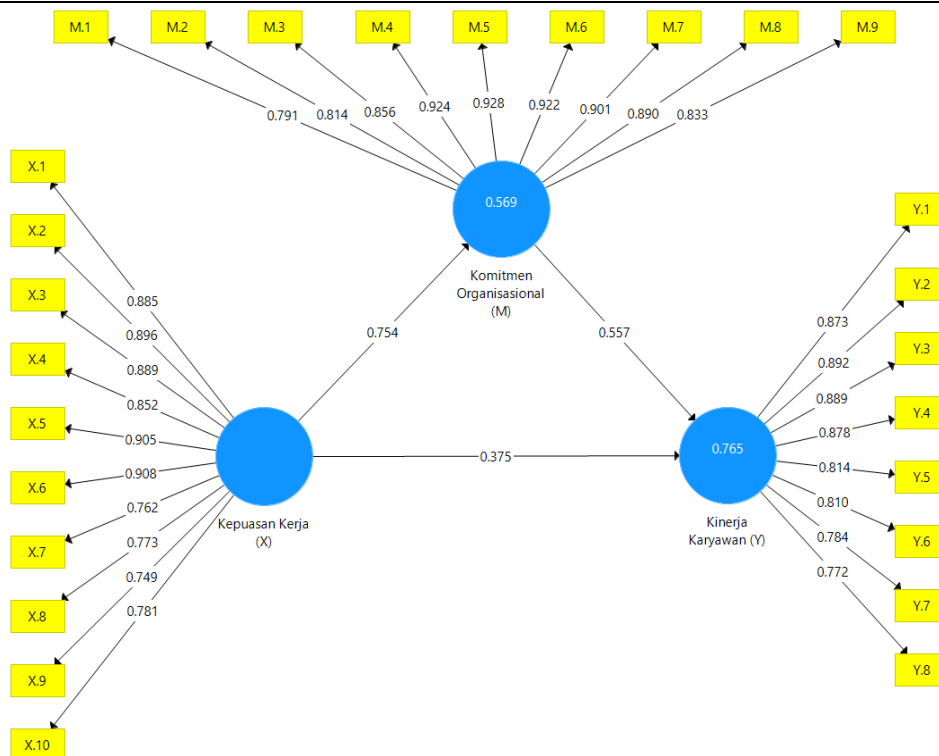 M.1 M.2 M.3 M.4 M.5 M.6 M.7 M.8 M.9
0.791 0.814 0.856 0.924 0.928 0.922 0.901 0.890 0.833
X.1
X.2
X.3
X.4
X.5
X.6
X.7
X.8
X.9
X.10
0.885
0.896
0.889
0.852
0.905
0.908
0.762
0.773
0.749
0.781
Kepuasan Kerja
(X)
0.754
0.569
Komitmen
Organisasional
(M)
0.557
0.375
0.765
Kinerja
Karyawan (Y)
0.873
0.892
0.889
0.878
0.814
0.810
0.784
0.772
Y.1
Y.2
Y.3
Y.4
Y.5
Y.6
Y.7
Y.8